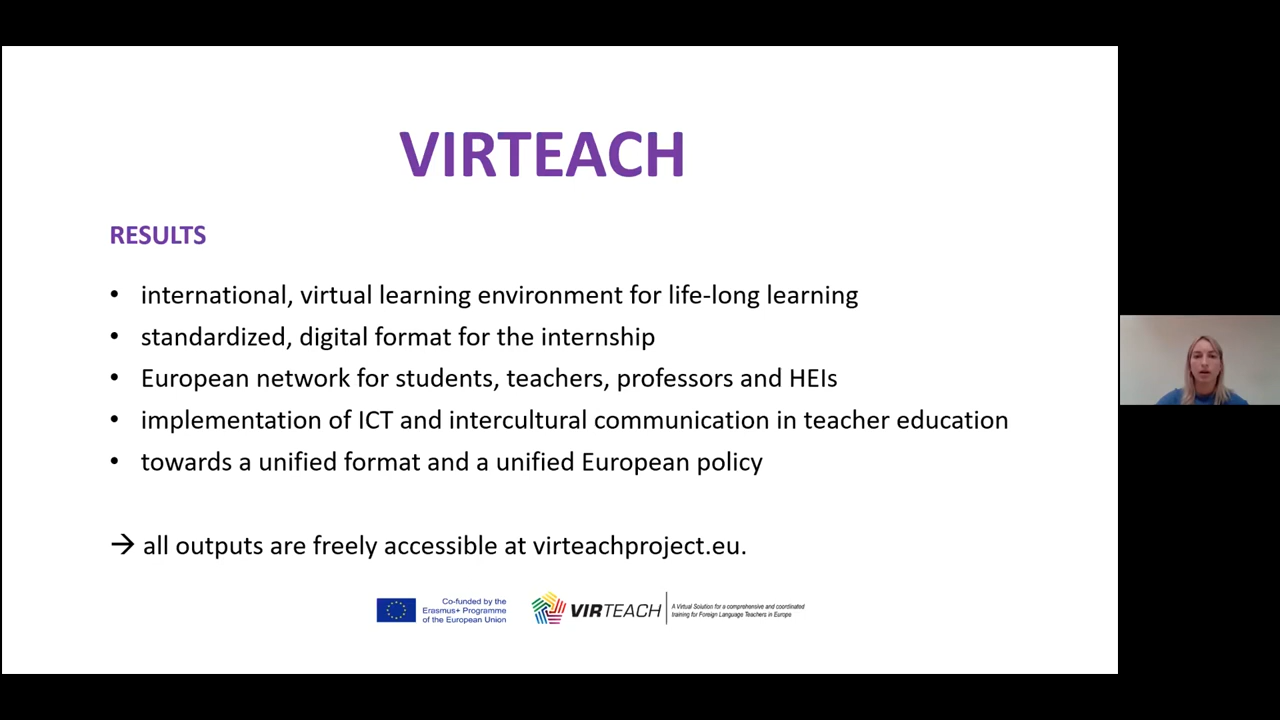 VIRTEACH
RESULTS
• international, virtual learning environment for life-long learning
• standardized, digital format for the internship
• European network for students, teachers, professors and HEIs
• implementation of ICT and intercultural communication in teacher education
• towards a unified format and a unified European policy
→ all outputs are freely accessible at virteachproject.eu.
Co-funded by the
Erasmus+ Programme
of the European Union
VIRTEACH
A Virtual Solution for a comprehensive and coordinated
training for Foreign Language Teachers in Europe